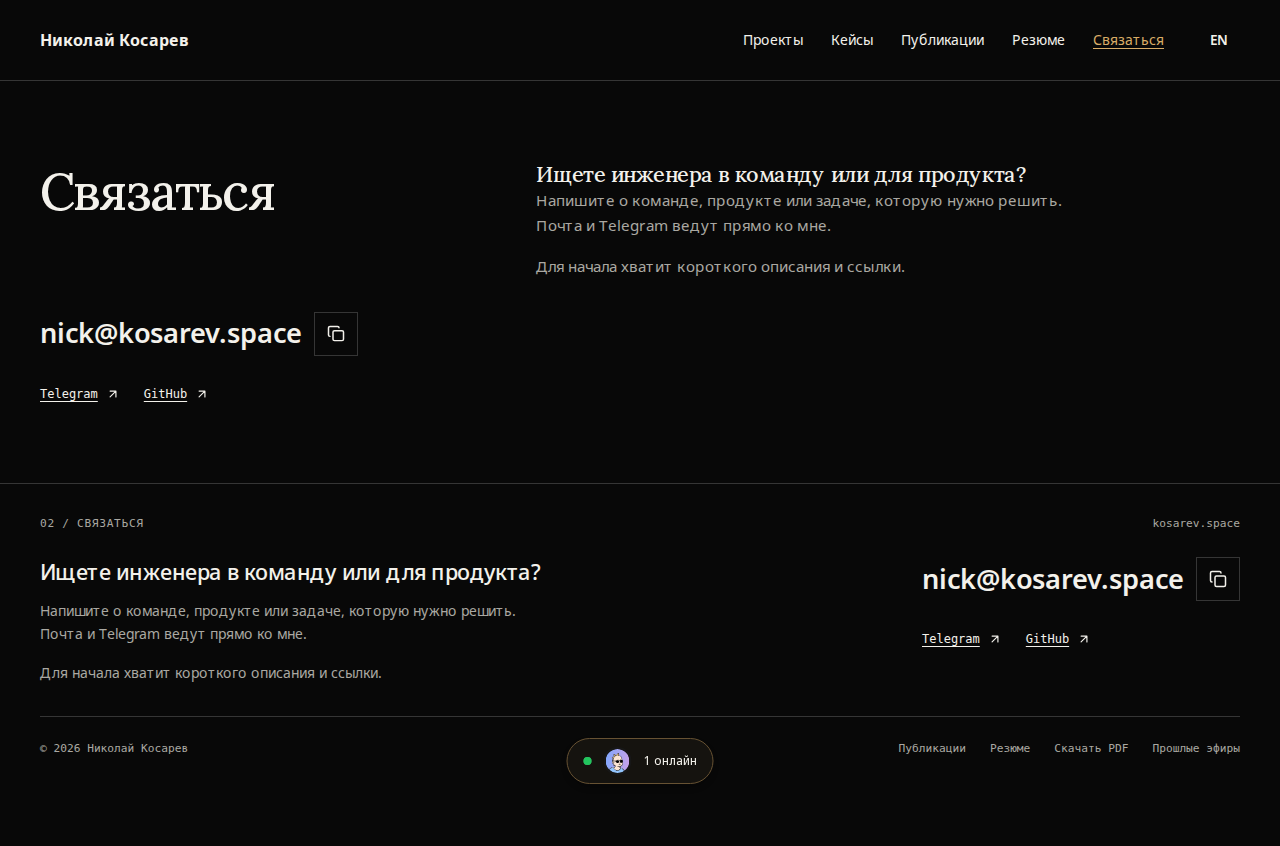 Николай Косарев
Проекты Кейсы Публикации Резюме Связаться EN
Связаться
Ищете инженера в команду или для продукта?
Напишите о команде, продукте или задаче, которую нужно решить.
Почта и Telegram ведут прямо ко мне.
Для начала хватит короткого описания и ссылки.
nick@kosarev.space
Telegram GitHub
02 / СВЯЗАТЬСЯ
kosarev.space
Ищете инженера в команду или для продукта?
Напишите о команде, продукте или задаче, которую нужно решить.
Почта и Telegram ведут прямо ко мне.
Для начала хватит короткого описания и ссылки.
nick@kosarev.space
Telegram GitHub
© 2026 Николай Косарев
1 онлайн
Публикации Резюме Скачать PDF Прошлые эфиры